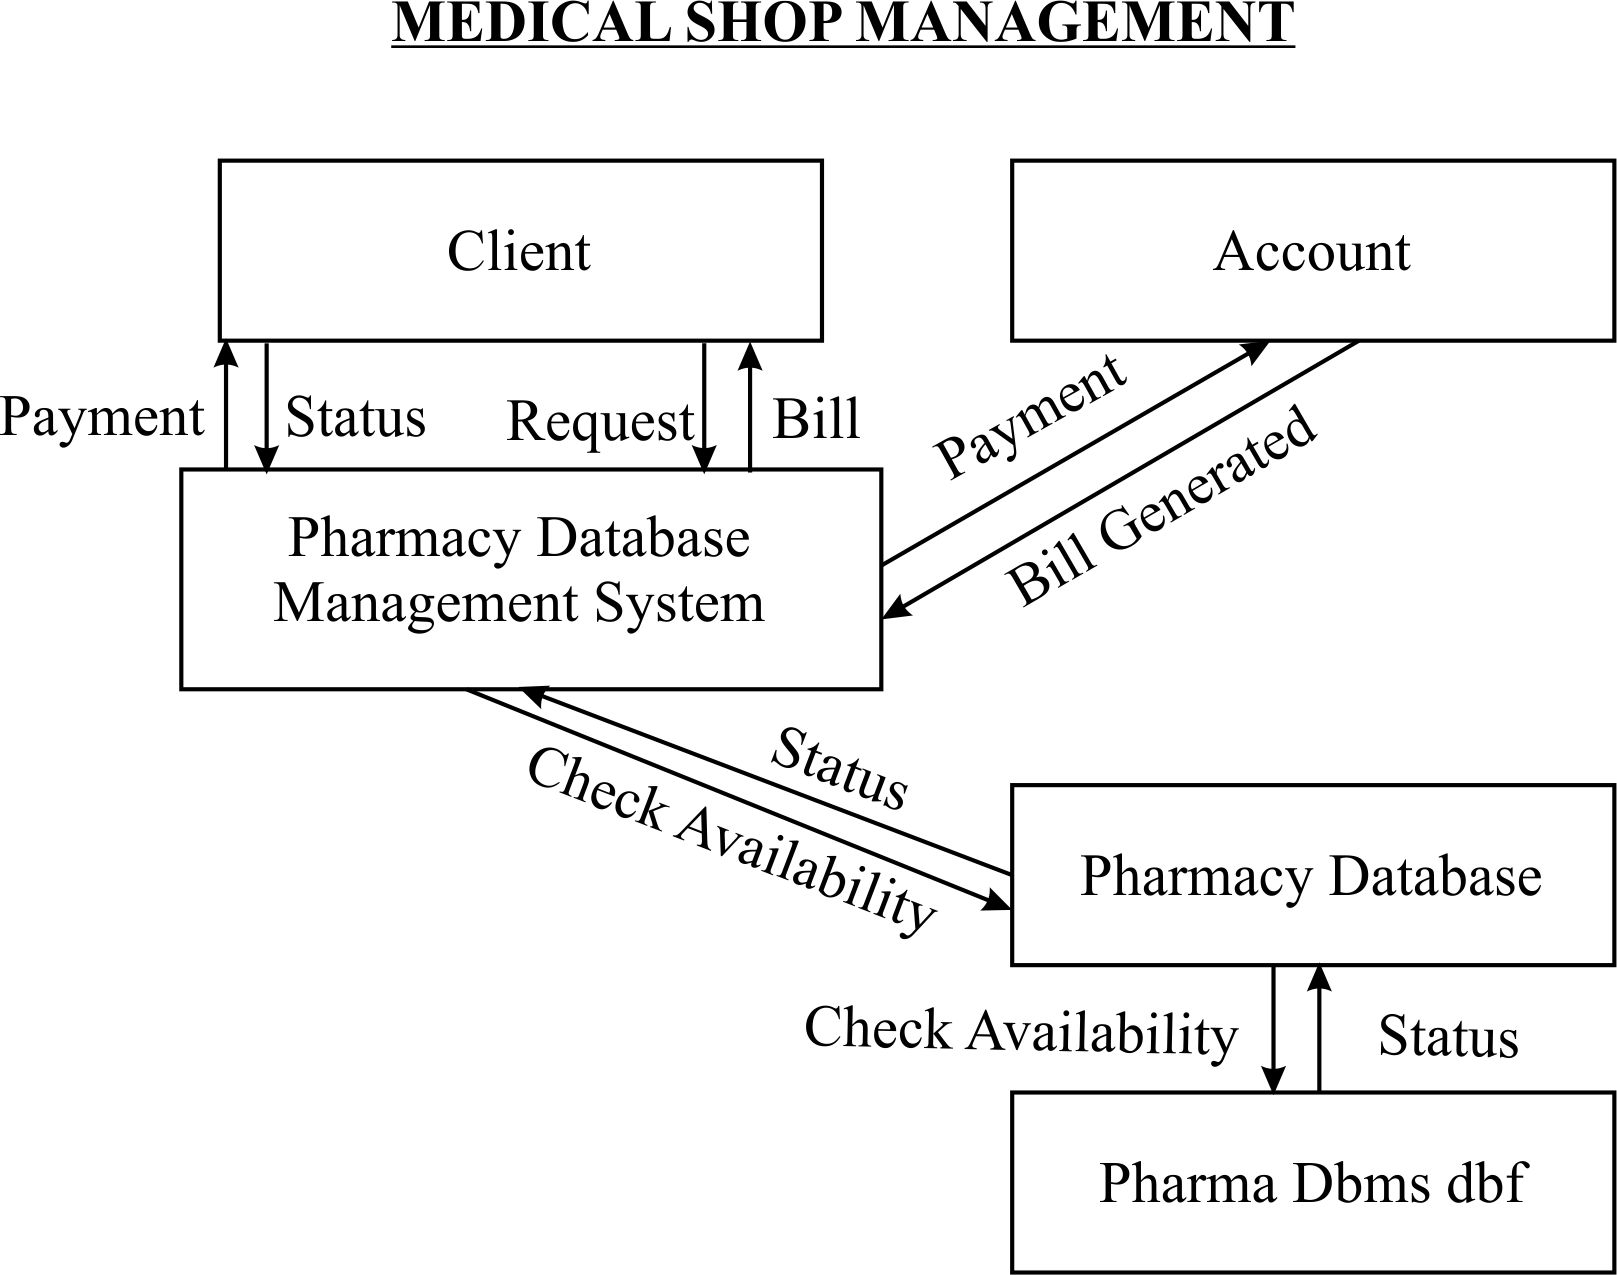 MEDICAL SHOP MANAGEMENT
Client
Account
Payment
Status
Request
Bill
Payment
Bill Generated
Pharmacy Database
Management System
Status
Check Availability
Pharmacy Database
Check Availability
Status
Pharma Dbms dbf